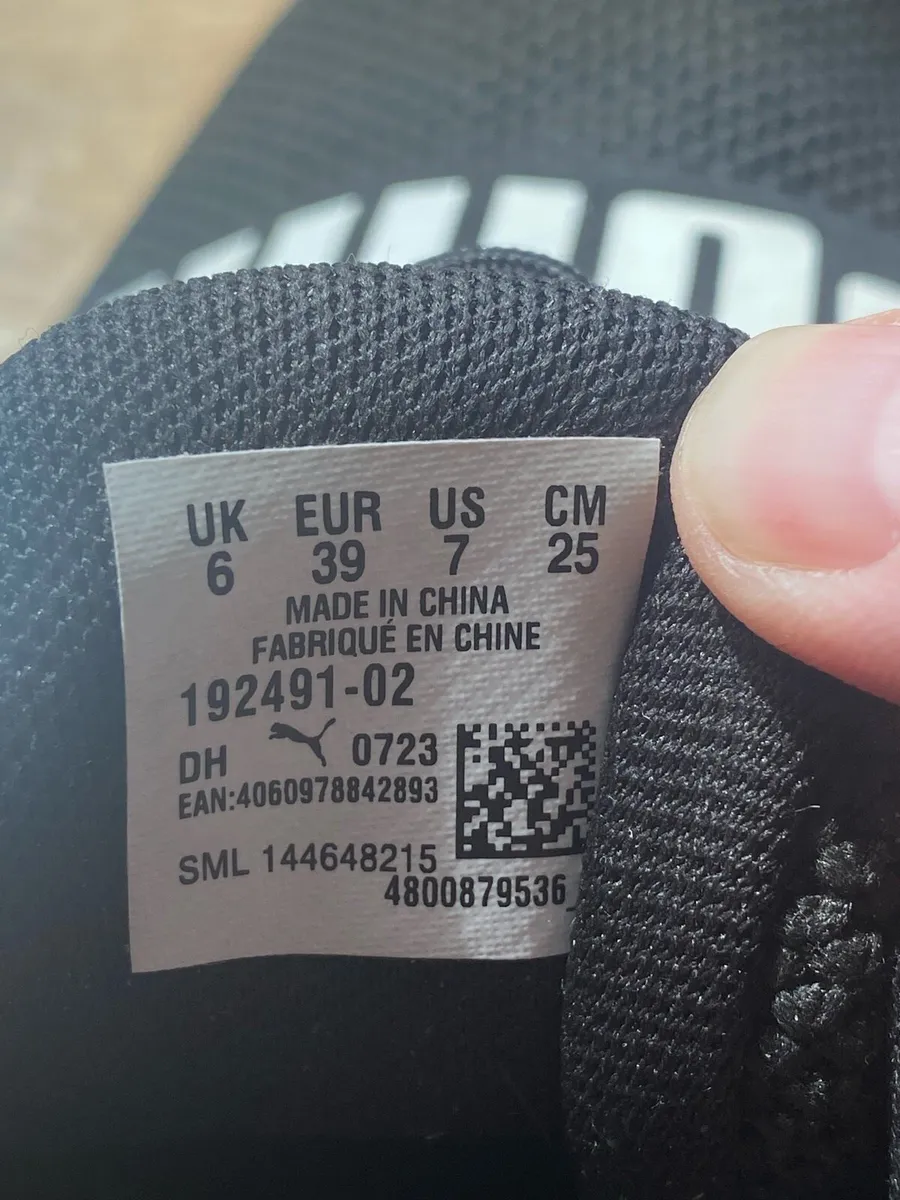 UK EUR US CM
6 39 7 25
MADE IN CHINA
FABRIQUÉ EN CHINE
192491-02
DH 0723
EAN:4060978842893
SML 144648215
4800879536